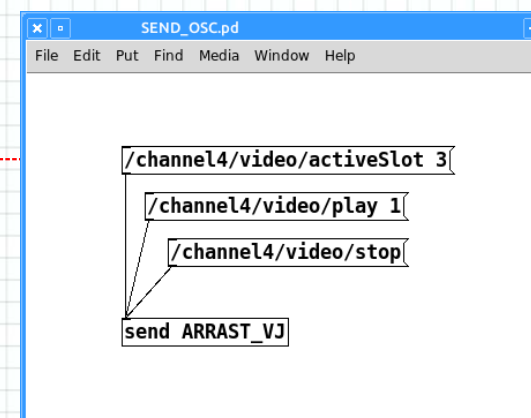 SEND_OSC.pd
File Edit Put Find Media Window Help
/channel4/video/activeSlot 3
/channel4/video/play 1
/channel4/video/stop
send ARRAST_VJ